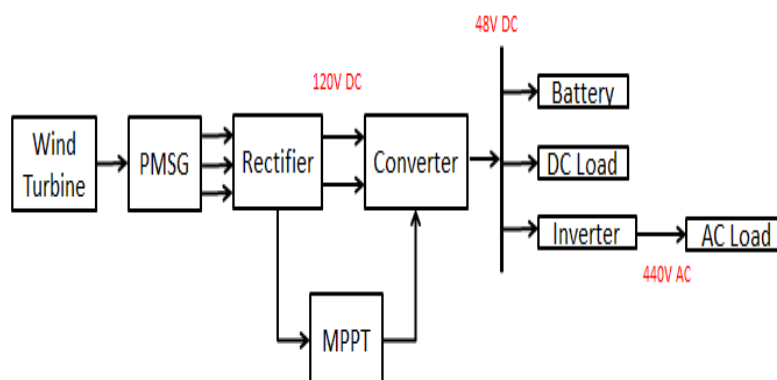 48V DC
120V DC
Battery
Wind
Turbine
PMSG
Rectifier
Converter
DC Load
Inverter
AC Load
440V AC
MPPT